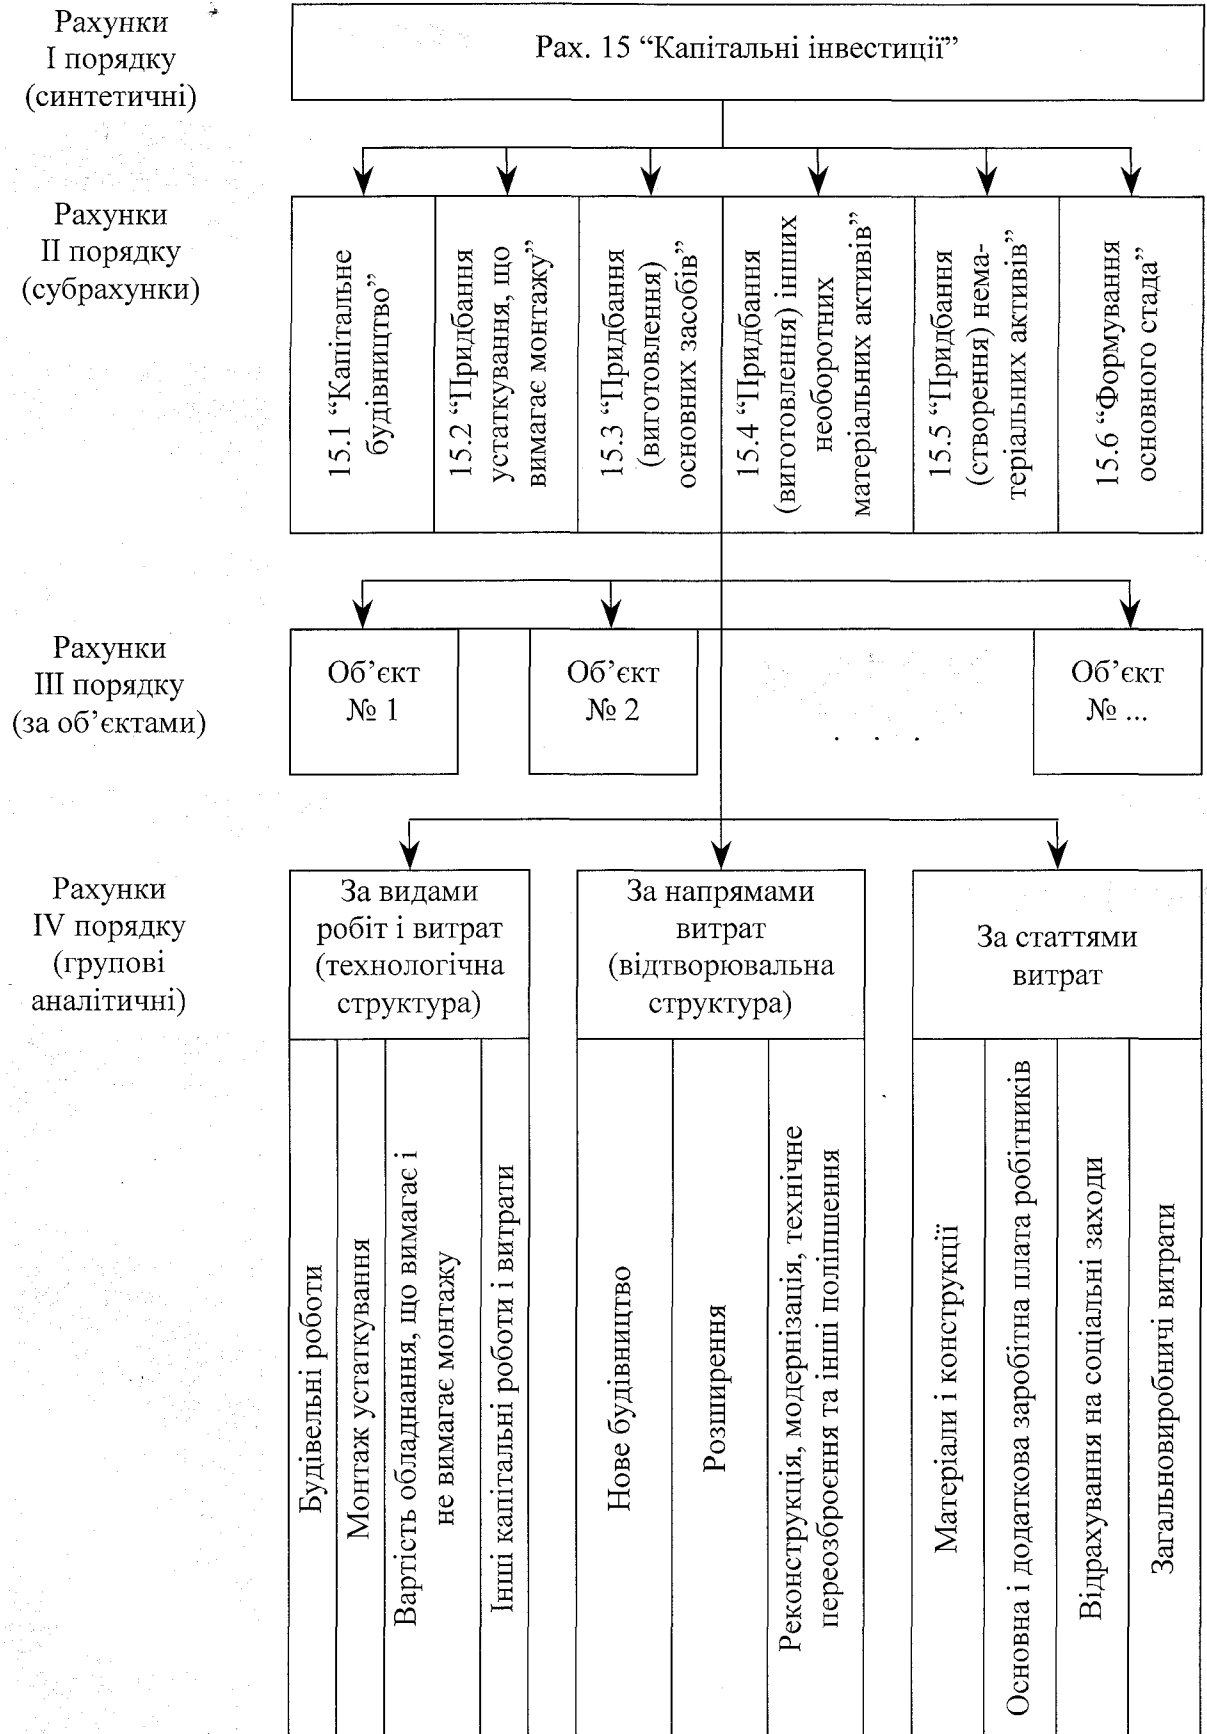 Рахунки
I порядку
(синтетичні)
Рах. 15 “Капітальні інвестиції”
Рахунки
II порядку
(субрахунки)
15.1 “Капітальне
будівництво”
15.2 “Придбання
устаткування, що
вимагає монтажу”
15.3 “Придбання
(виготовлення)
основних засобів”
15.4 “Придбання
(виготовлення) інших
необоротних
матеріальних активів”
15.5 “Придбання
(створення) нема-
теріальних активів”
15.6 “Формування
основного стада”
Рахунки
III порядку
(за об’єктами)
Об’єкт
№ 1
Об’єкт
№ 2
. . .
Об’єкт
№ ...
Рахунки
IV порядку
(групові
аналітичні)
За видами
робіт і витрат
(технологічна
структура)
За напрямами
витрат
(відтворювальна
структура)
За статтями
витрат
Будівельні роботи
Монтаж устаткування
Вартість обладнання, що вимагає і
не вимагає монтажу
Інші капітальні роботи і витрати
Нове будівництво
Розширення
Реконструкція, модернізація, технічне
переозброєння та інші поліпшення
Матеріали і конструкції
Основна і додаткова заробітна плата робітників
Відрахування на соціальні заходи
Загальновиробничі витрати